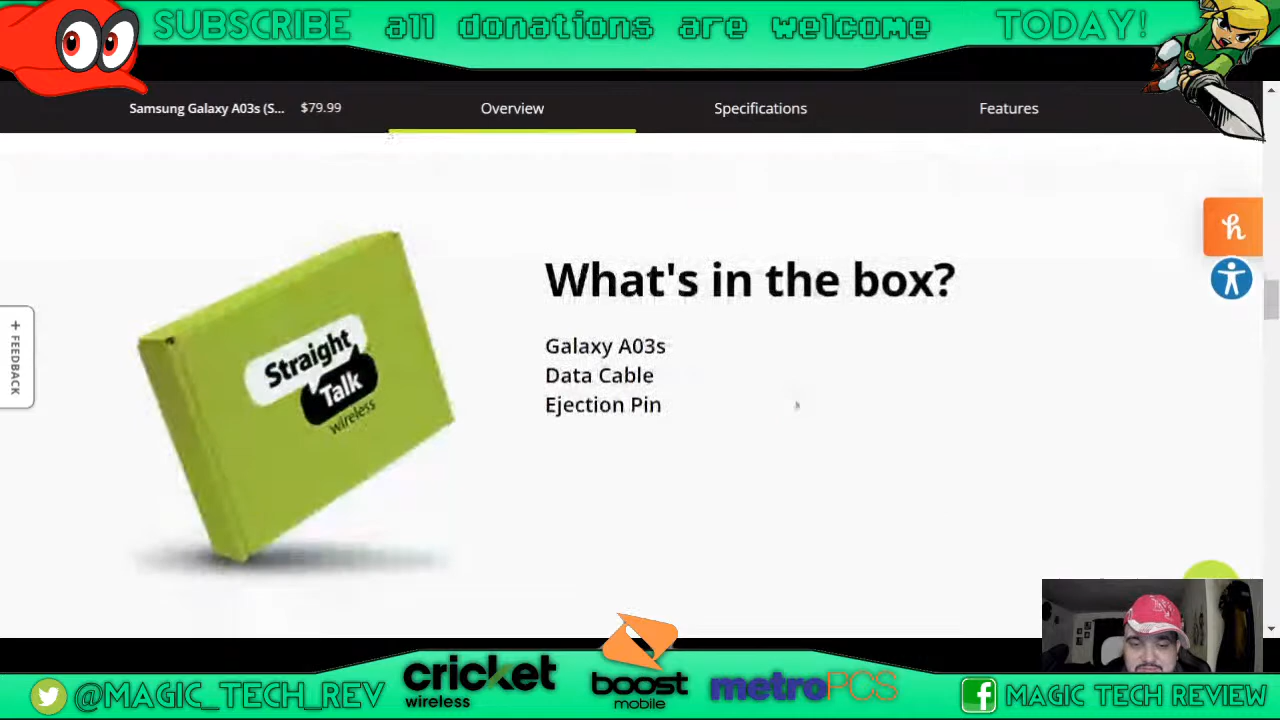 SUBSCRIBE all donations are welcome TODAY!
Samsung Galaxy A03s (S... $79.99 Overview Specifications Features
What's in the box?
Galaxy A03s
Data Cable
Ejection Pin
Straight
Talk
wireless
+ FEEDBACK
h
@MAGIC_TECH_REV
cricket
wireless
boost
mobile
metroPCS
f MAGIC TECH REVIEW